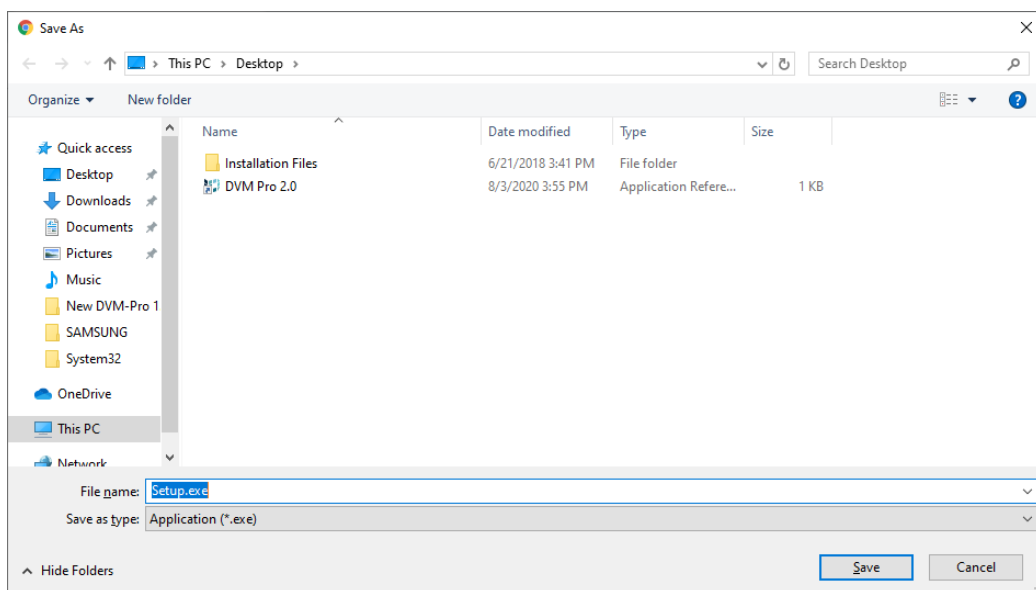 Save As
This PC > Desktop >
Search Desktop
Organize
New folder
Name
Date modified
Type
Size
Quick access
Desktop
Downloads
Documents
Pictures
Music
New DVM-Pro 1
SAMSUNG
System32
OneDrive
This PC
Network
Installation Files 6/21/2018 3:41 PM File folder
DVM Pro 2.0 8/3/2020 3:55 PM Application Refere... 1 KB
File name: Setup.exe
Save as type: Application (*.exe)
Hide Folders
Save
Cancel